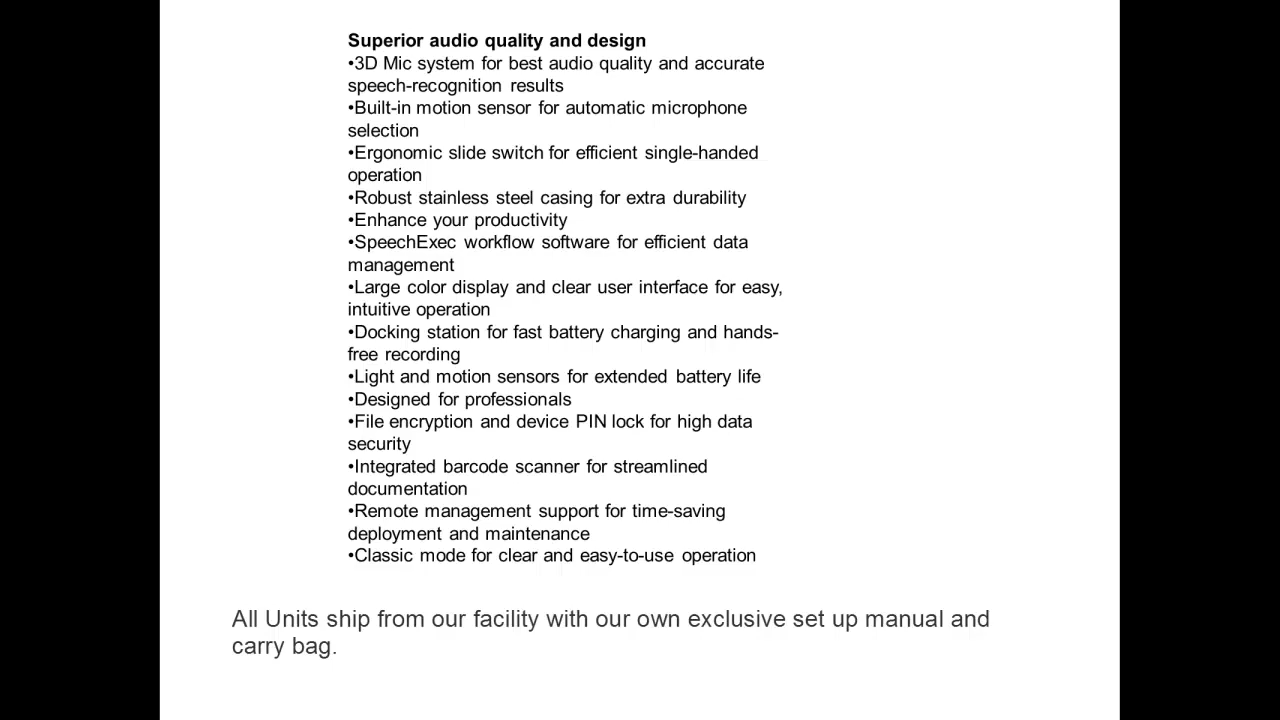 Superior audio quality and design
•3D Mic system for best audio quality and accurate
speech-recognition results
•Built-in motion sensor for automatic microphone
selection
•Ergonomic slide switch for efficient single-handed
operation
•Robust stainless steel casing for extra durability
•Enhance your productivity
•SpeechExec workflow software for efficient data
management
•Large color display and clear user interface for easy,
intuitive operation
•Docking station for fast battery charging and hands-
free recording
•Light and motion sensors for extended battery life
•Designed for professionals
•File encryption and device PIN lock for high data
security
•Integrated barcode scanner for streamlined
documentation
•Remote management support for time-saving
deployment and maintenance
•Classic mode for clear and easy-to-use operation
All Units ship from our facility with our own exclusive set up manual and
carry bag.